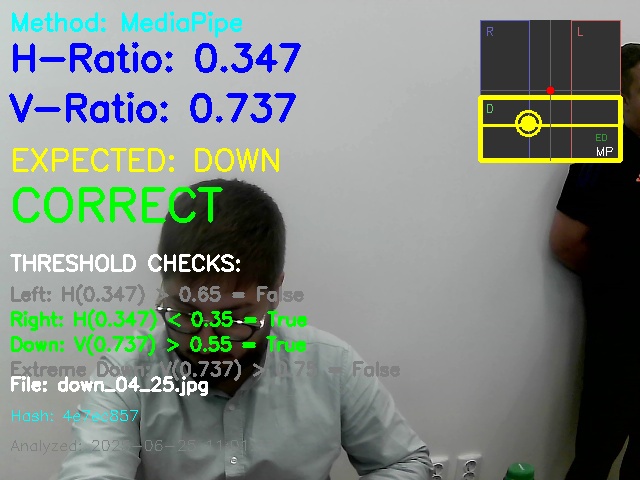 Method: MediaPipe
H-Ratio: 0.347
V-Ratio: 0.737
EXPECTED: DOWN
CORRECT
THRESHOLD CHECKS:
Left: H(0.347) > 0.65 = False
Right: H(0.347) < 0.35 = True
Down: V(0.737) > 0.55 = True
Extreme Down: V(0.737) > 0.75 = False
File: down_04_25.jpg
Hash:
Analyzed:
R L
D
ED
MP